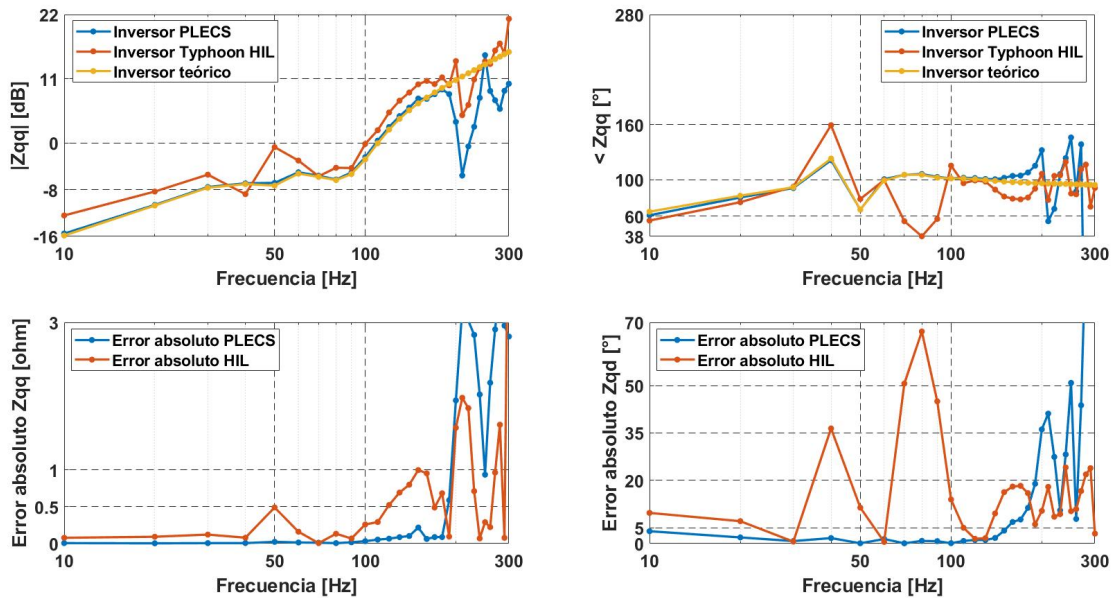 |Zqq| [dB]
22
11
0
-8
-16
Inversor PLECS
Inversor Typhoon HIL
Inversor teórico
10
50
100
300
Frecuencia [Hz]
< Zqq [°]
280
160
100
60
38
Inversor PLECS
Inversor Typhoon HIL
Inversor teórico
10
50
100
300
Frecuencia [Hz]
Error absoluto Zqq [ohm]
3
1
0.5
0
Error absoluto PLECS
Error absoluto HIL
10
50
100
300
Frecuencia [Hz]
Error absoluto Zqd [°]
70
50
35
20
5
0
Error absoluto PLECS
Error absoluto HIL
10
50
100
300
Frecuencia [Hz]